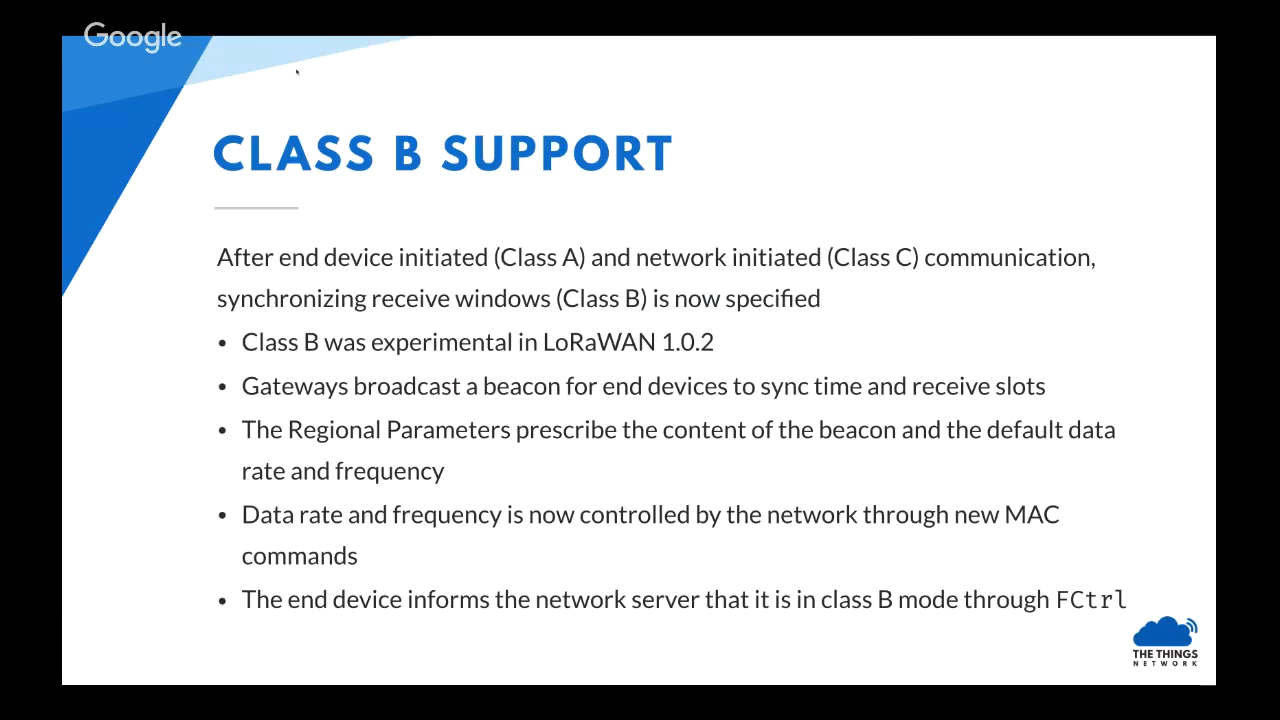 Google
CLASS B SUPPORT
After end device initiated (Class A) and network initiated (Class C) communication,
synchronizing receive windows (Class B) is now specified
• Class B was experimental in LoRaWAN 1.0.2
• Gateways broadcast a beacon for end devices to sync time and receive slots
• The Regional Parameters prescribe the content of the beacon and the default data
rate and frequency
• Data rate and frequency is now controlled by the network through new MAC
commands
• The end device informs the network server that it is in class B mode through FCtrl
THE THINGS
NETWORK